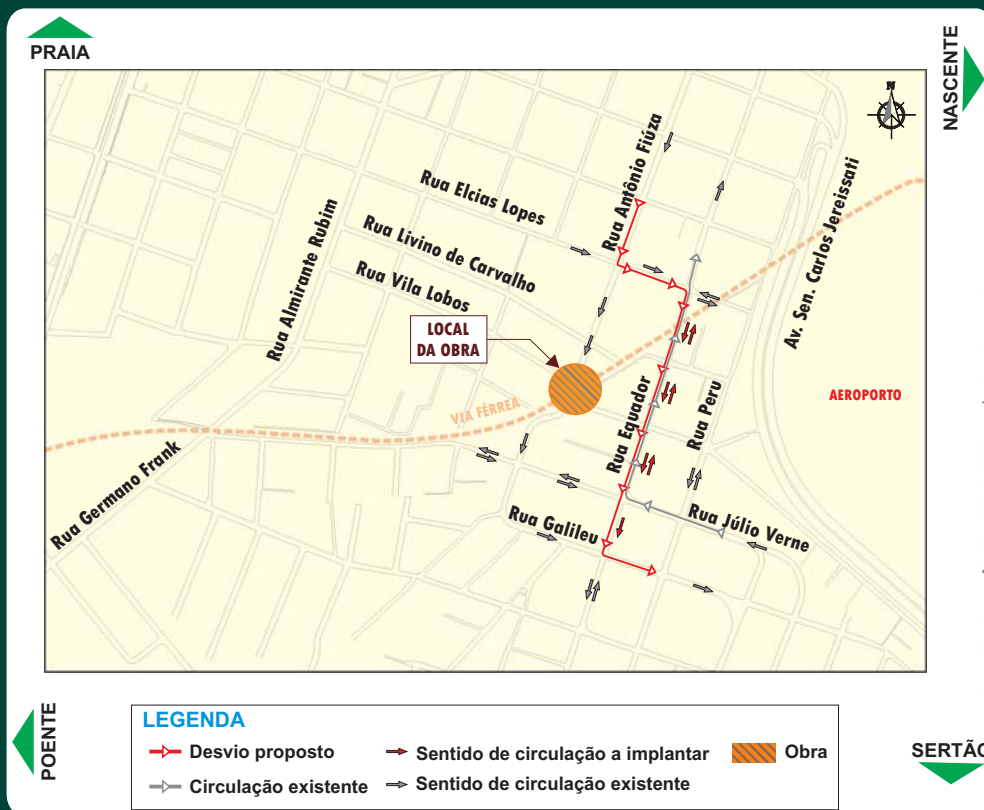 PRAIA
NASCENTE
N
Rua Antônio Fiúza
Rua Elcias Lopes
Av. Sen. Carlos Jereissati
Rua Livino de Carvalho
Rua Almirante Rubim
Rua Vila Lobos
LOCAL
DA OBRA
AEROPORTO
VIA FÉRREA
Rua Equador
Rua Peru
Rua Germano Frank
Rua Galileu
Rua Júlio Verne
POENTE
SERTÃO
LEGENDA
Desvio proposto
Sentido de circulação a implantar
Obra
Circulação existente
Sentido de circulação existente